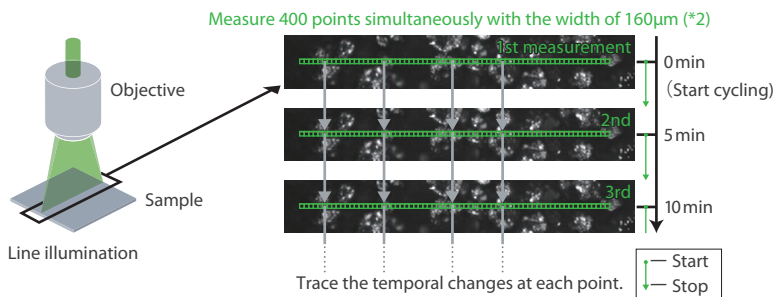 Measure 400 points simultaneously with the width of 160μm (*2)
1st measurement
0 min
(Start cycling)
Objective
2nd
5 min
Sample
3rd
10 min
Line illumination
Trace the temporal changes at each point.
Start
Stop